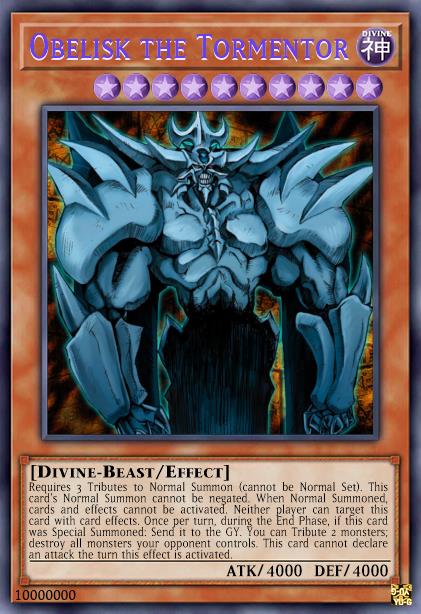 OBELISK THE TORMENTOR
DIVINE
神
[DIVINE-BEAST/EFFECT]
Requires 3 Tributes to Normal Summon (cannot be Normal Set). This
card's Normal Summon cannot be negated. When Normal Summoned,
cards and effects cannot be activated. Neither player can target this
card with card effects. Once per turn, during the End Phase, if this card
was Special Summoned: Send it to the GY. You can Tribute 2 monsters;
destroy all monsters your opponent controls. This card cannot declare
an attack the turn this effect is activated.
ATK/4000 DEF/4000
10000000